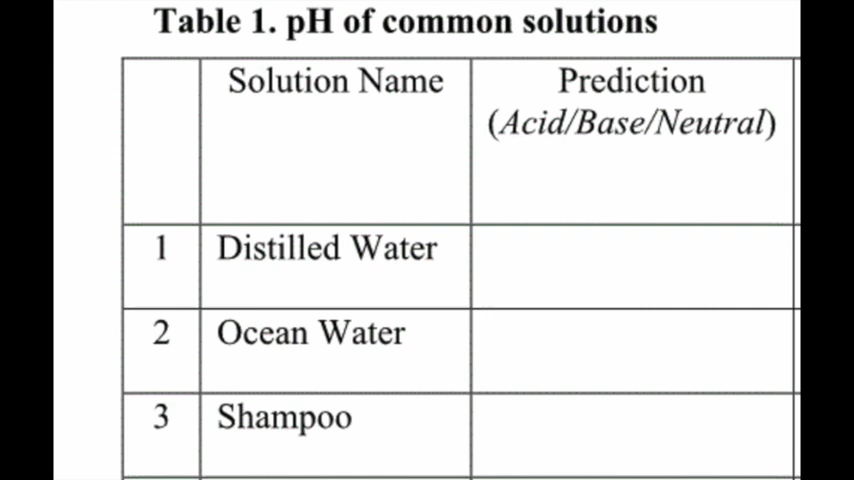 Table 1. pH of common solutions
Solution Name
Prediction
(Acid/Base/Neutral)
1 Distilled Water
2 Ocean Water
3 Shampoo